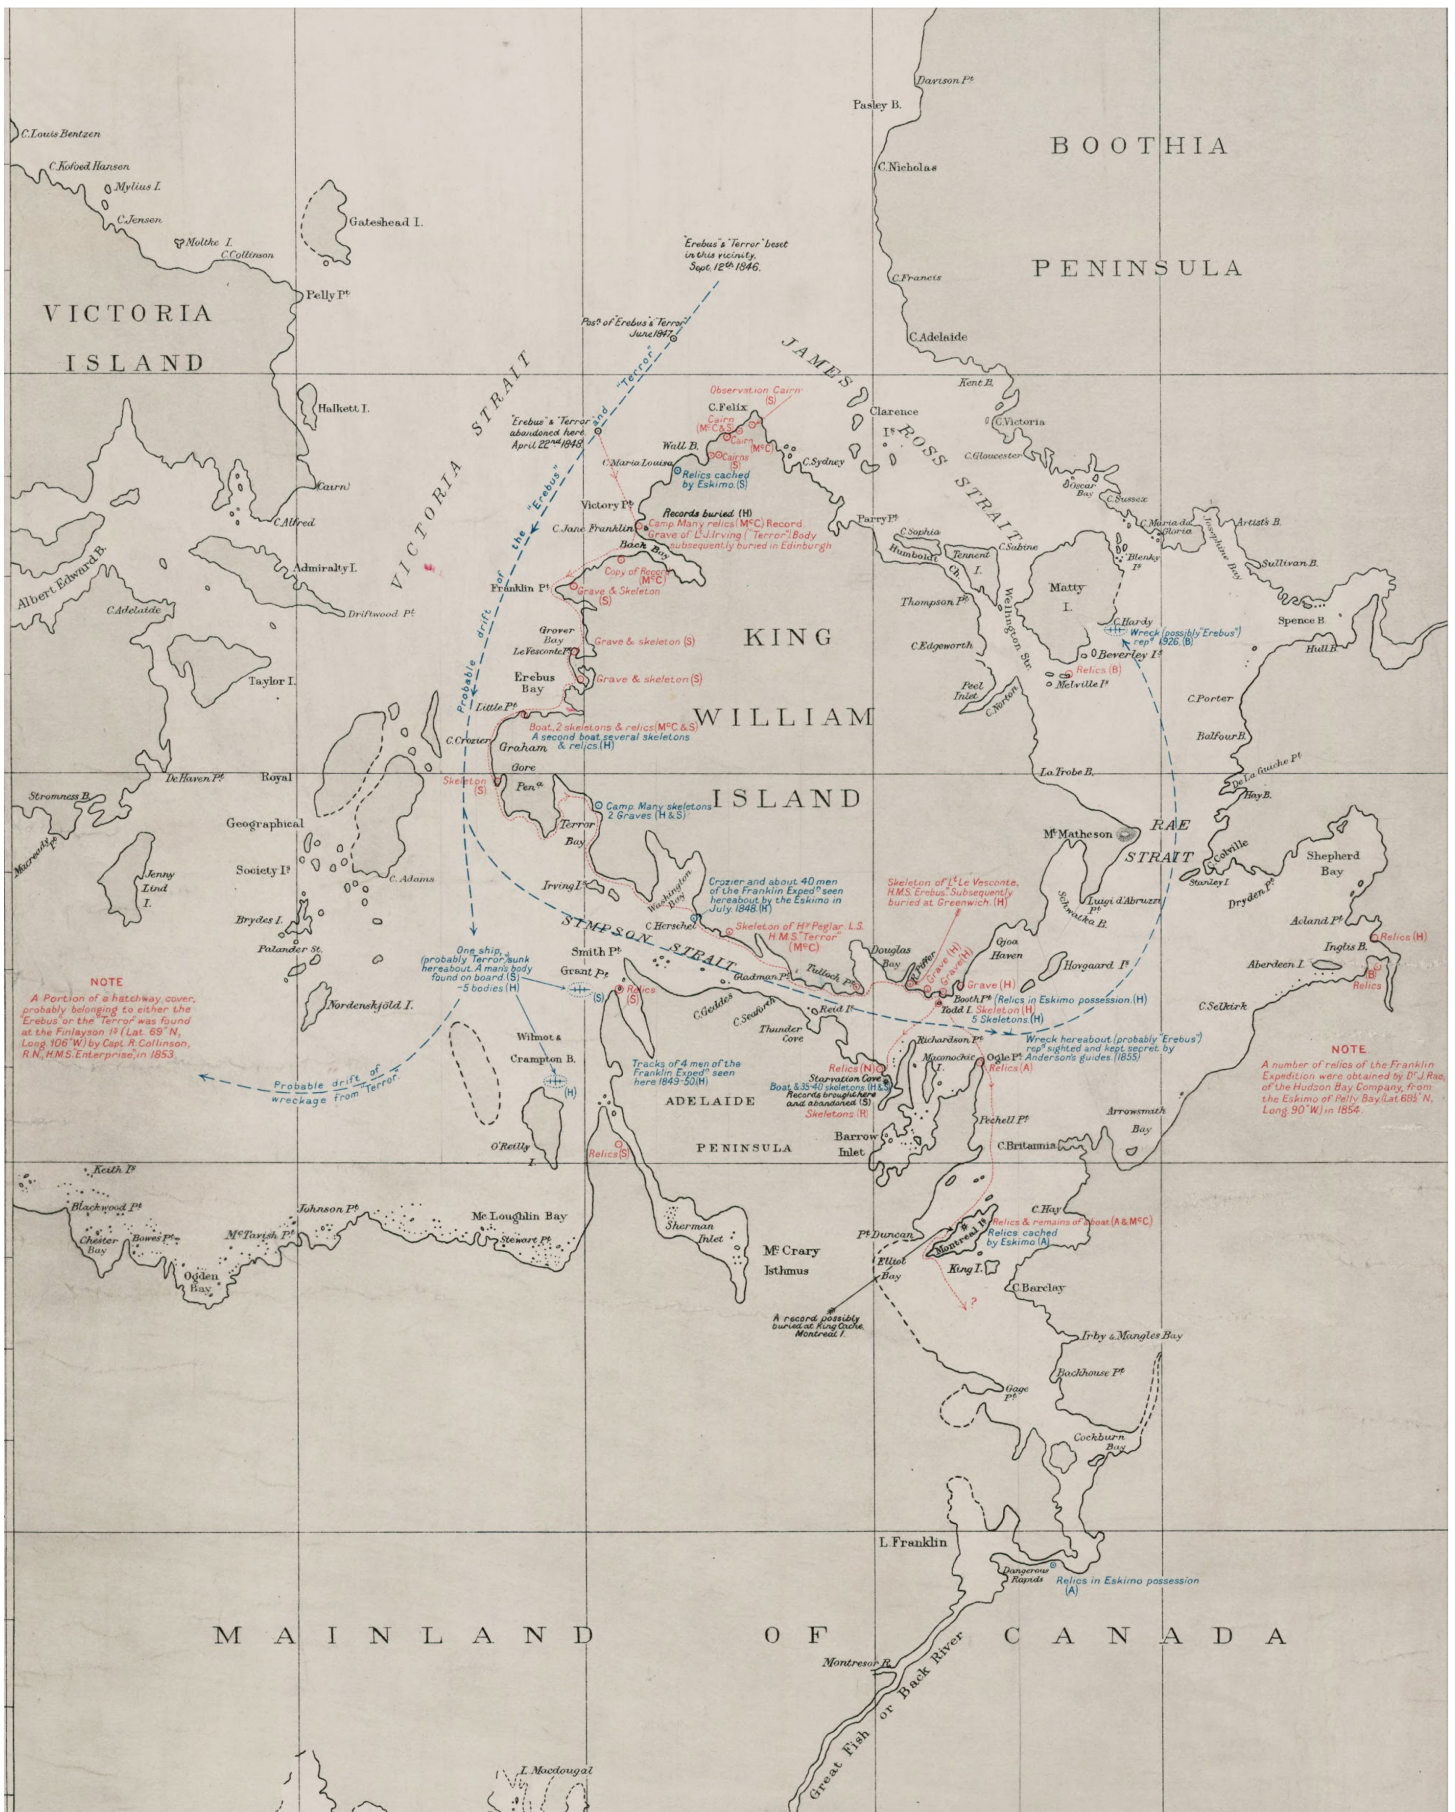 Davison Pt
Pasley B.
BOOTHIA
C. Louis Bentzen
C. Kofoed Hansen
C. Nicholas
Mylius I.
C. Jensen
Gateshead I.
Moltke I.
C. Collinson
"Erebus" & "Terror" beset
in this vicinity.
Sept. 12th 1846.
PENINSULA
C. Francis
Pelly Pt
VICTORIA
ISLAND
Posn of "Erebus" & "Terror"
June 1847
C. Adelaide
JAMES ROSS STRAIT
Kent B.
Observation Cairn
(S)
C. Felix
Halkett I.
VICTORIA STRAIT
"Erebus" & "Terror"
abandoned here
April 22nd 1848
Cairn
(McC & S)
Cairn
(McC)
Clarence
Is
C. Victoria
Wall B.
Cairns
(S)
C. Sydney
C. Gloucester
C. Maria Louisa
Relics cached
by Eskimo. (S)
Cairn
Oscar
Bay
C. Sussex
Victory Pt
Records buried. (H)
C. Alfred
C. Jane Franklin
Camp. Many relics (McC) Record.
Grave of Lt J. Irving ("Terror") Body
subsequently buried in Edinburgh
Parry Pt
C. Maria da
Gloria
Josephine Bay
Artist's B.
C. Sophia
Back Bay
Humboldt
Ch.
Tennent
I.
C. Sabine
Blenky
Is
Sullivan B.
Admiralty I.
Copy of Record
(McC)
Albert Edward B.
Franklin Pt
Grave & Skeleton
(S)
Matty
I.
C. Adelaide
Driftwood Pt
Thompson Pt
Wellington Str.
Spence B.
C. Hardy
Wreck (possibly "Erebus")
repd 1926. (B)
Grover
Bay
Grave & skeleton (S)
KING
C. Edgeworth
Hull B.
Le Vesconte Pt
Beverley Is
Taylor I.
Erebus
Bay
Grave & skeleton (S)
Relics (B)
Melville Is
Peel
Inlet
C. Norton
C. Porter
Probable drift of the "Erebus" and "Terror"
Little Pt
WILLIAM
Boat, 2 skeletons & relics (McC & S)
A second boat, several skeletons
& relics. (H)
C. Crozier
Graham
Balfour B.
Gore
Pena
La Trobe B.
De La Guiche Pt
De Haven Pt
Royal
Skeleton
(S)
Hay B.
Stromness B.
ISLAND
Camp. Many skeletons
2 Graves (H & S)
Geographical
Terror
Bay
Mt Matheson
RAE
STRAIT
Macready Pt
Society Is
C. Colville
Shepherd
Bay
Jenny
Lind
I.
C. Adams
Irving Is
Washington
Bay
Crozier and about 40 men
of the Franklin Expedn seen
hereabout by the Eskimo in
July. 1848. (H)
Skeleton of Lt Le Vesconte,
H.M.S. Erebus. Subsequently
buried at Greenwich. (H)
Stanley I.
Dryden Pt
Schwatka B.
Luigi d'Abruzzi
Pt
Brydes I.
SIMPSON STRAIT
C. Herschel
Skeleton of Hy Peglar. L.S.
H.M.S. "Terror"
(McC)
Acland Pt
Relics (H)
Palander St.
One ship,
(probably Terror) sunk
hereabout. A man's body
found on board. (S)
-5 bodies (H)
Smith Pt
Douglas
Bay
Gjoa
Haven
Inglis B.
Grant Pt
Gladman Pt
Tulloch Pt
Grave (H)
Grave (H)
Hovgaard Is
Aberdeen I.
Relics
NOTE
A Portion of a hatchway cover,
probably belonging to either the
"Erebus" or the "Terror" was found
at the Finlayson Is (Lat. 69° N,
Long. 106° W.) by Capt. R. Collinson,
R.N., H.M.S. Enterprise, in 1853.
(S)
Relics
(S)
Grave (H)
Booth Pt (Relics in Eskimo possession. (H)
Nordenskjöld I.
C. Geddes
C. Seaforth
Reid Is
Todd I.
Skeleton (H)
5 Skeletons. (H)
C. Selkirk
Wilmot &
Crampton B.
Thunder
Cove
Richardson Pt
Wreck hereabout (probably "Erebus")
repd sighted and kept secret by
Anderson's guides. (1855)
NOTE
A number of relics of the Franklin
Expedition were obtained by Dr J. Rae,
of the Hudson Bay Company, from
the Eskimo of Pelly Bay (Lat. 68½° N,
Long. 90° W.) in 1854.
Maconochie
I.
Ogle Pt
Relics (A)
Probable drift of
wreckage from "Terror."
(H)
Tracks of 4 men of the
Franklin Expedn seen
here 1849-50. (H)
Relics (N)
Starvation Cove
Boat & 35-40 skeletons (H & S)
Records brought here
and abandoned (S)
Skeletons. (R)
ADELAIDE
Arrowsmith
Bay
Pechell Pt
O'Reilly
I.
Relics (S)
PENINSULA
Barrow
Inlet
C. Britannia
Keith Is
Blackwood Pt
Johnson Pt
Mc Loughlin Bay
Sherman
Inlet
C. Hay
Relics & remains of a boat (A & McC)
Relics cached
by Eskimo (A)
Chester
Bay
Bowes Pt
McTavish Pt
Stewart Pt
Pt Duncan
Montreal I.
Mc Crary
Isthmus
Elliot
Bay
King I.
Ogden
Bay
C. Barclay
?
A record possibly
buried at King Cache,
Montreal I.
Irby & Mangles Bay
Backhouse Pt
Gage
Pt
Cockburn
Bay
L. Franklin
Dangerous
Rapids
Relics in Eskimo possession
(A)
MAINLAND OF CANADA
Montresor R.
Great Fish or Back River
L. Macdougal